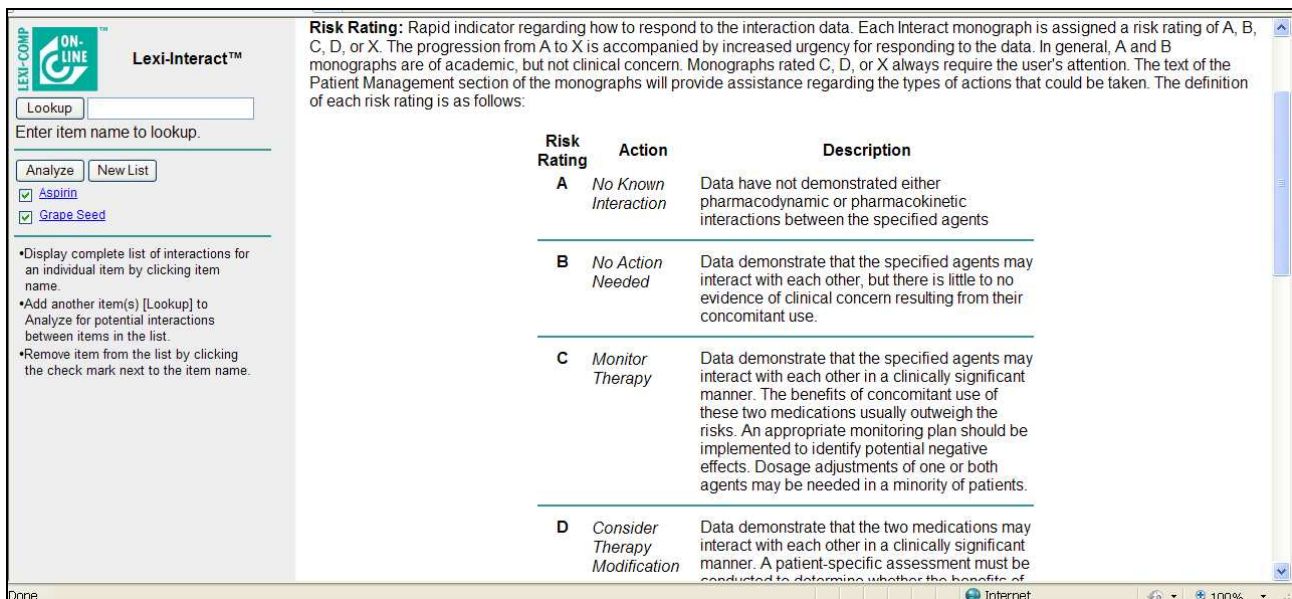 LEXI-COMP
ON-
LINE
™
Lexi-Interact™
Lookup
Enter item name to lookup.
Analyze New List
Aspirin
Grape Seed
•Display complete list of interactions for
an individual item by clicking item
name.
•Add another item(s) [Lookup] to
Analyze for potential interactions
between items in the list.
•Remove item from the list by clicking
the check mark next to the item name.
Risk Rating: Rapid indicator regarding how to respond to the interaction data. Each Interact monograph is assigned a risk rating of A, B,
C, D, or X. The progression from A to X is accompanied by increased urgency for responding to the data. In general, A and B
monographs are of academic, but not clinical concern. Monographs rated C, D, or X always require the user's attention. The text of the
Patient Management section of the monographs will provide assistance regarding the types of actions that could be taken. The definition
of each risk rating is as follows:
Risk
Rating
Action
Description
A
No Known
Interaction
Data have not demonstrated either
pharmacodynamic or pharmacokinetic
interactions between the specified agents
B
No Action
Needed
Data demonstrate that the specified agents may
interact with each other, but there is little to no
evidence of clinical concern resulting from their
concomitant use.
C
Monitor
Therapy
Data demonstrate that the specified agents may
interact with each other in a clinically significant
manner. The benefits of concomitant use of
these two medications usually outweigh the
risks. An appropriate monitoring plan should be
implemented to identify potential negative
effects. Dosage adjustments of one or both
agents may be needed in a minority of patients.
D
Consider
Therapy
Modification
Data demonstrate that the two medications may
interact with each other in a clinically significant
manner. A patient-specific assessment must be
conducted to determine whether the benefits of
Done
Internet
100%